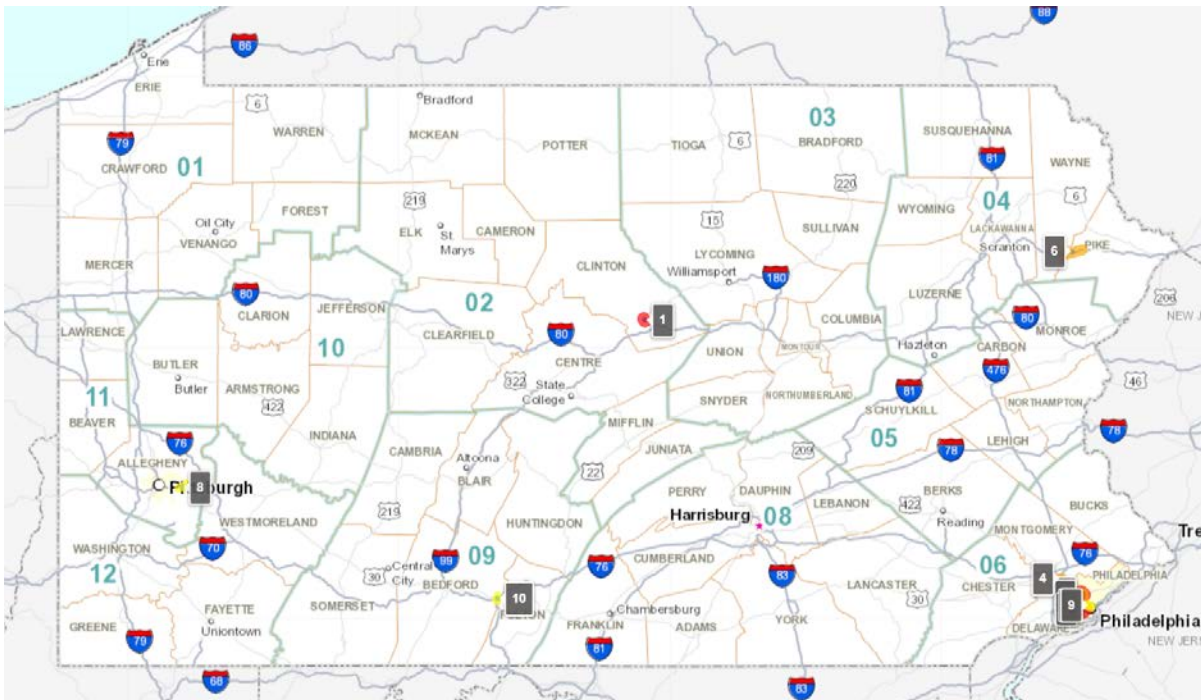 88
86
Erie
ERIE
6
Bradford
WARREN
MCKEAN
POTTER
TIOGA
6
03
BRADFORD
SUSQUEHANNA
79
81
WAYNE
CRAWFORD
01
220
6
04
219
WYOMING
FOREST
15
SULLIVAN
Oil City
VENANGO
ELK
St.
Marys
CAMERON
LACKAWANNA
Scranton
6
PIKE
MERCER
CLINTON
LYCOMING
Williamsport
180
80
02
LUZERNE
206
NEW J
JEFFERSON
CLARION
COLUMBIA
80
MONROE
LAWRENCE
CLEARFIELD
80
1
10
CENTRE
UNION
MONTOUR
Hazleton
CARBON
BUTLER
Butler
ARMSTRONG
322
State
College
476
46
11
422
SNYDER
NORTHUMBERLAND
81
SCHUYLKILL
NORTHAMPTON
BEAVER
MIFFLIN
76
INDIANA
05
78
LEHIGH
CAMBRIA
JUNIATA
209
78
ALLEGHENY
Altoona
BLAIR
22
8
PERRY
DAUPHIN
LEBANON
BERKS
422
Reading
BUCKS
219
Harrisburg
08
WESTMORELAND
HUNTINGDON
MONTGOMERY
Tre
WASHINGTON
70
CUMBERLAND
76
12
99
09
76
06
30
Central
City
BEDFORD
83
LANCASTER
CHESTER
4
PHILADELPHIA
10
30
SOMERSET
FAYETTE
Uniontown
Chambersburg
9
GREENE
FRANKLIN
ADAMS
YORK
DELAWARE
Philadelphia
79
81
NEW JERS
68
83